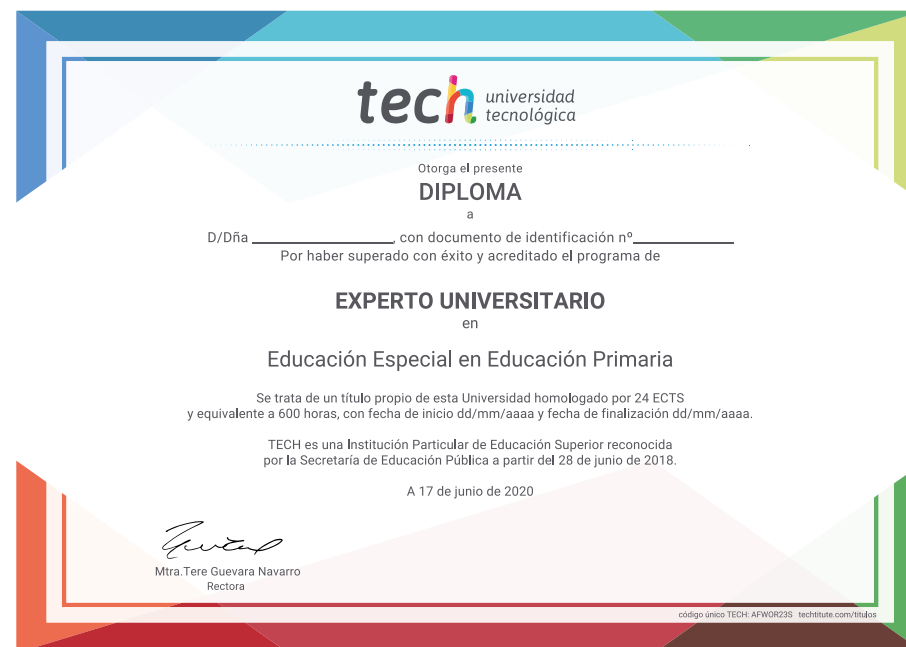 tech universidad
tecnológica
Otorga el presente
DIPLOMA
a
D/Dña ____________________, con documento de identificación nº______________
Por haber superado con éxito y acreditado el programa de
EXPERTO UNIVERSITARIO
en
Educación Especial en Educación Primaria
Se trata de un título propio de esta Universidad homologado por 24 ECTS
y equivalente a 600 horas, con fecha de inicio dd/mm/aaaa y fecha de finalización dd/mm/aaaa.
TECH es una Institución Particular de Educación Superior reconocida
por la Secretaría de Educación Pública a partir del 28 de junio de 2018.
A 17 de junio de 2020
Mtra.Tere Guevara Navarro
Rectora
código único TECH: AFWOR23S techtitute.com/titulos